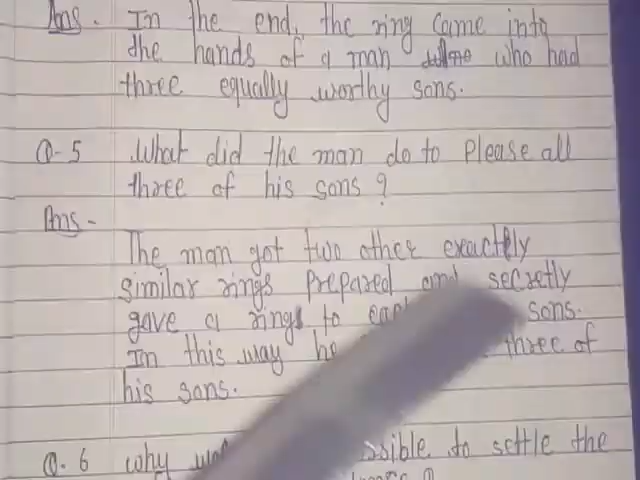 Ans. In the end, the ring came into
the hands of a man who had
three equally worthy sons.
Q-5 What did the man do to please all
three of his sons?
Ans-
The man got two other exactly
similar rings prepared and secretly
gave a rings to sons.
In this way he three of
his sons.
Q.6 why to settle the